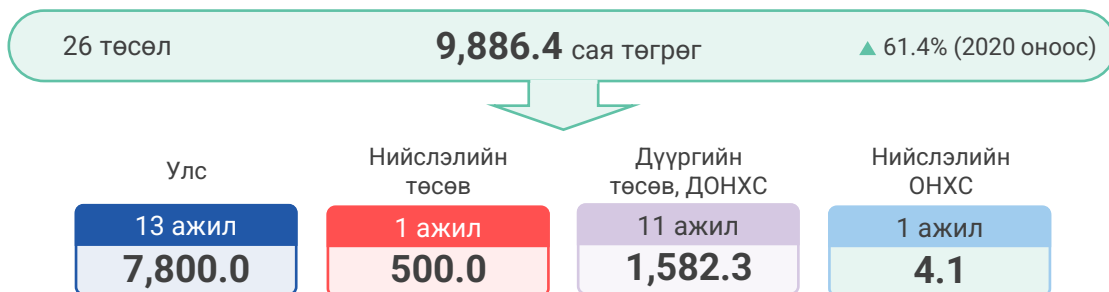 26 төсөл
9,886.4 сая төгрөг
▲ 61.4% (2020 оноос)
Улс
13 ажил
7,800.0
Нийслэлийн
төсөв
1 ажил
500.0
Дүүргийн
төсөв, ДОНХС
11 ажил
1,582.3
Нийслэлийн
ОНХС
1 ажил
4.1